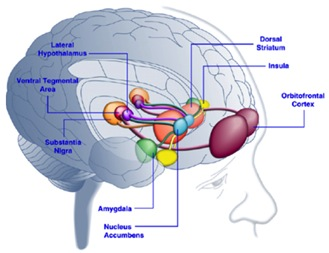 Lateral
Hypothalamus
Ventral Tegmental
Area
Substantia
Nigra
Amygdala
Nucleus
Accumbens
Dorsal
Striatum
Insula
Orbitofrontal
Cortex